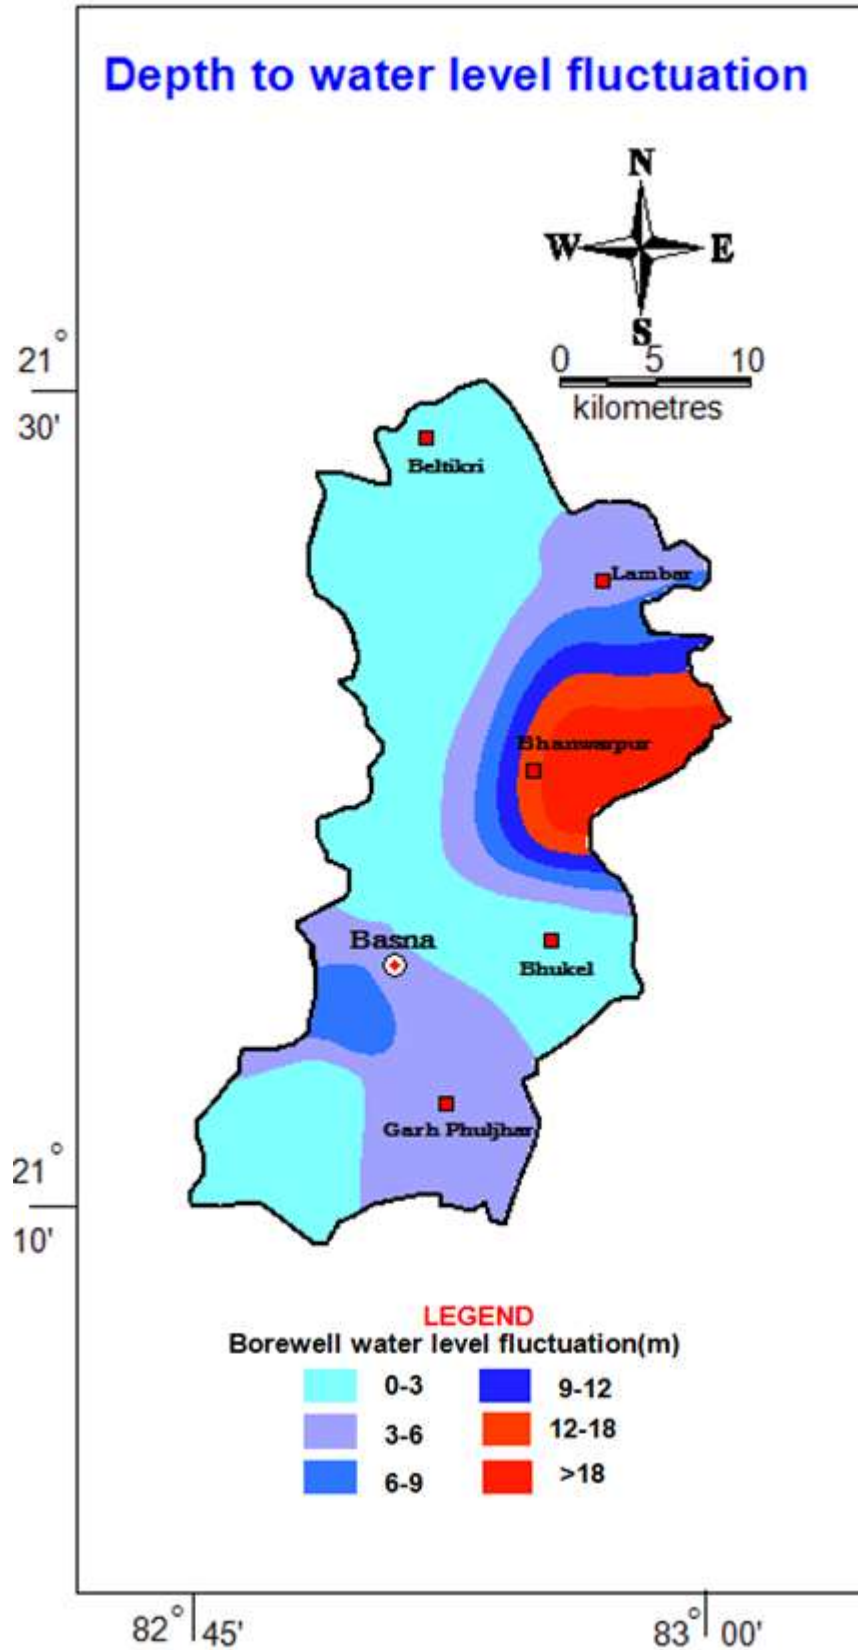 Depth to water level fluctuation
N
W E
S
0 5 10
kilometres
21°
30'
Beltikri
Lambar
Bhanwarpur
Basna
Bhukel
Garh Phuljhar
21°
10'
LEGEND
Borewell water level fluctuation(m)
0-3 9-12
3-6 12-18
6-9 >18
82° 45' 83° 00'